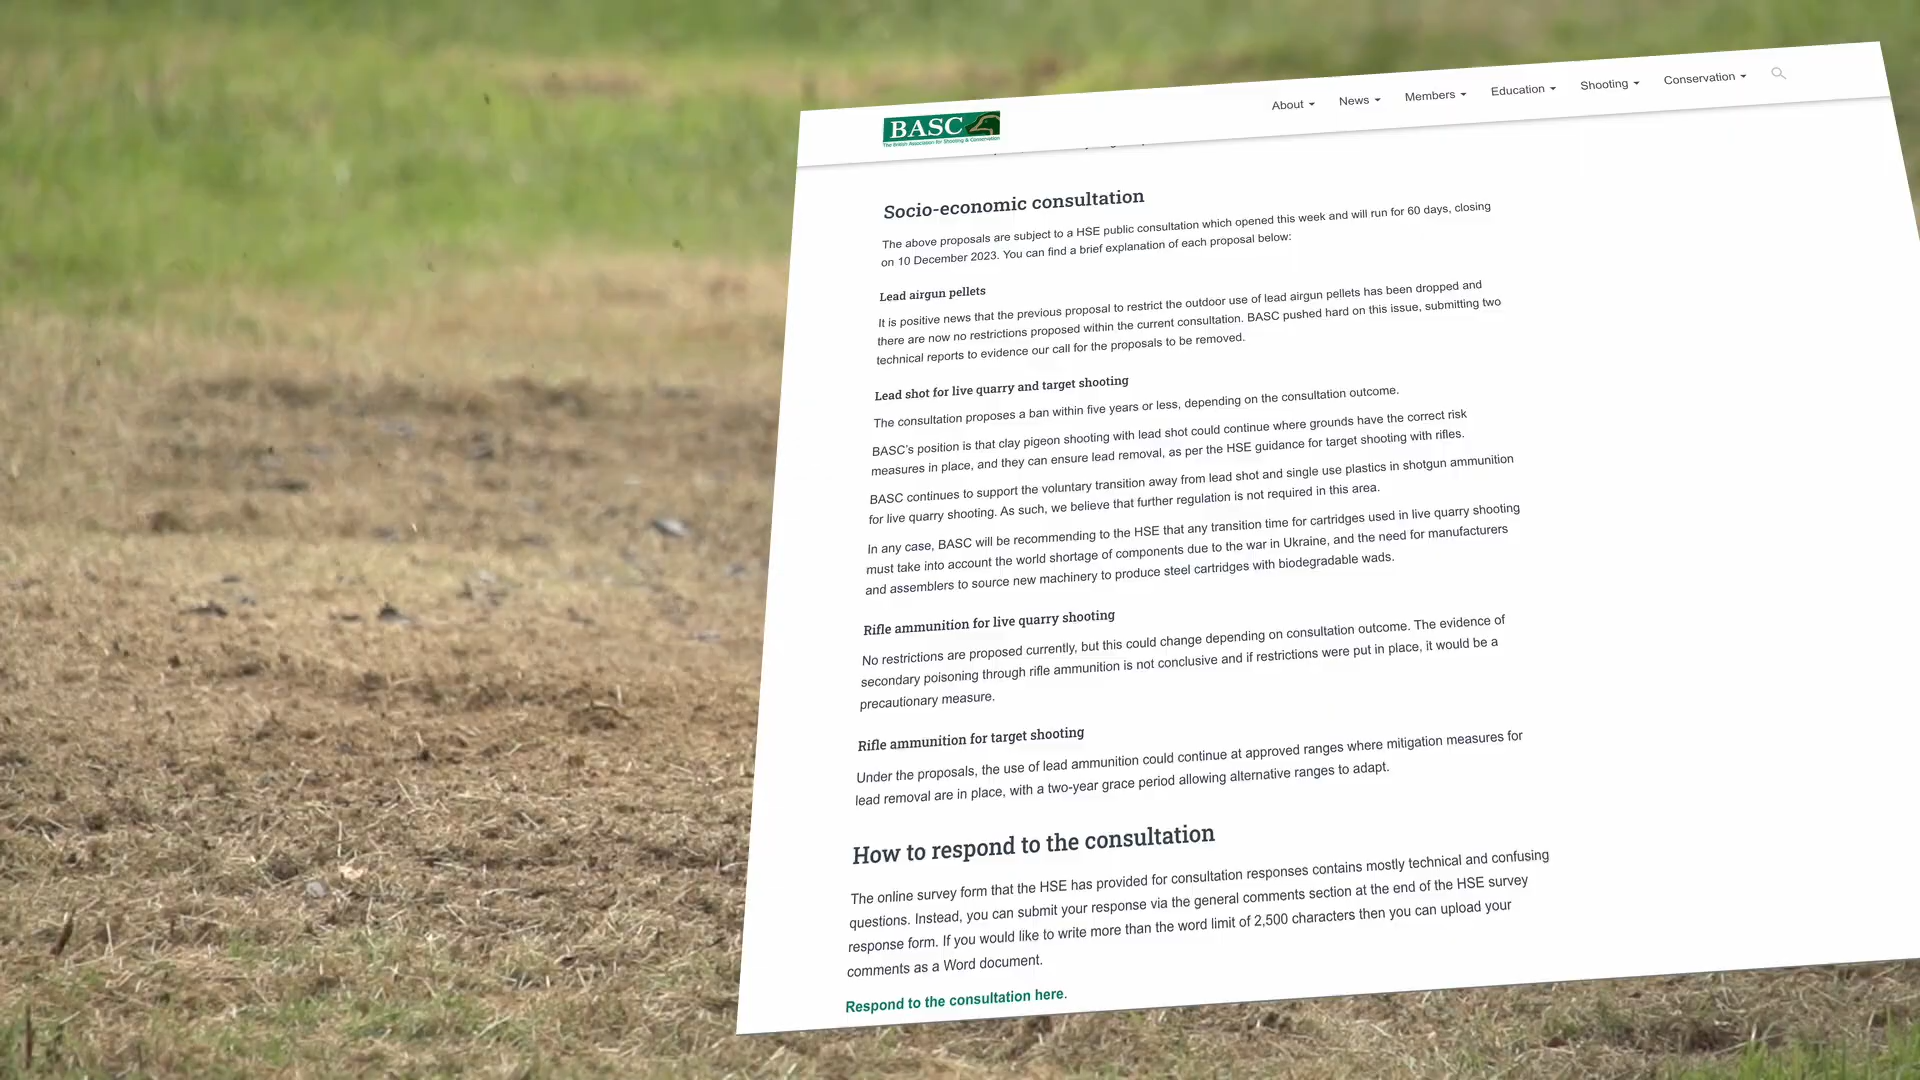 BASC
The British Association for Shooting & Conservation
About
News
Members
Education
Shooting
Conservation
Socio-economic consultation
The above proposals are subject to a HSE public consultation which opened this week and will run for 60 days, closing
on 10 December 2023. You can find a brief explanation of each proposal below:
Lead airgun pellets
It is positive news that the previous proposal to restrict the outdoor use of lead airgun pellets has been dropped and
there are now no restrictions proposed within the current consultation. BASC pushed hard on this issue, submitting two
technical reports to evidence our call for the proposals to be removed.
Lead shot for live quarry and target shooting
The consultation proposes a ban within five years or less, depending on the consultation outcome.
BASC's position is that clay pigeon shooting with lead shot could continue where grounds have the correct risk
measures in place, and they can ensure lead removal, as per the HSE guidance for target shooting with rifles.
BASC continues to support the voluntary transition away from lead shot and single use plastics in shotgun ammunition
for live quarry shooting. As such, we believe that further regulation is not required in this area.
In any case, BASC will be recommending to the HSE that any transition time for cartridges used in live quarry shooting
must take into account the world shortage of components due to the war in Ukraine, and the need for manufacturers
and assemblers to source new machinery to produce steel cartridges with biodegradable wads.
Rifle ammunition for live quarry shooting
No restrictions are proposed currently, but this could change depending on consultation outcome. The evidence of
secondary poisoning through rifle ammunition is not conclusive and if restrictions were put in place, it would be a
precautionary measure.
Rifle ammunition for target shooting
Under the proposals, the use of lead ammunition could continue at approved ranges where mitigation measures for
lead removal are in place, with a two-year grace period allowing alternative ranges to adapt.
How to respond to the consultation
The online survey form that the HSE has provided for consultation responses contains mostly technical and confusing
questions. Instead, you can submit your response via the general comments section at the end of the HSE survey
response form. If you would like to write more than the word limit of 2,500 characters then you can upload your
comments as a Word document.
Respond to the consultation here.